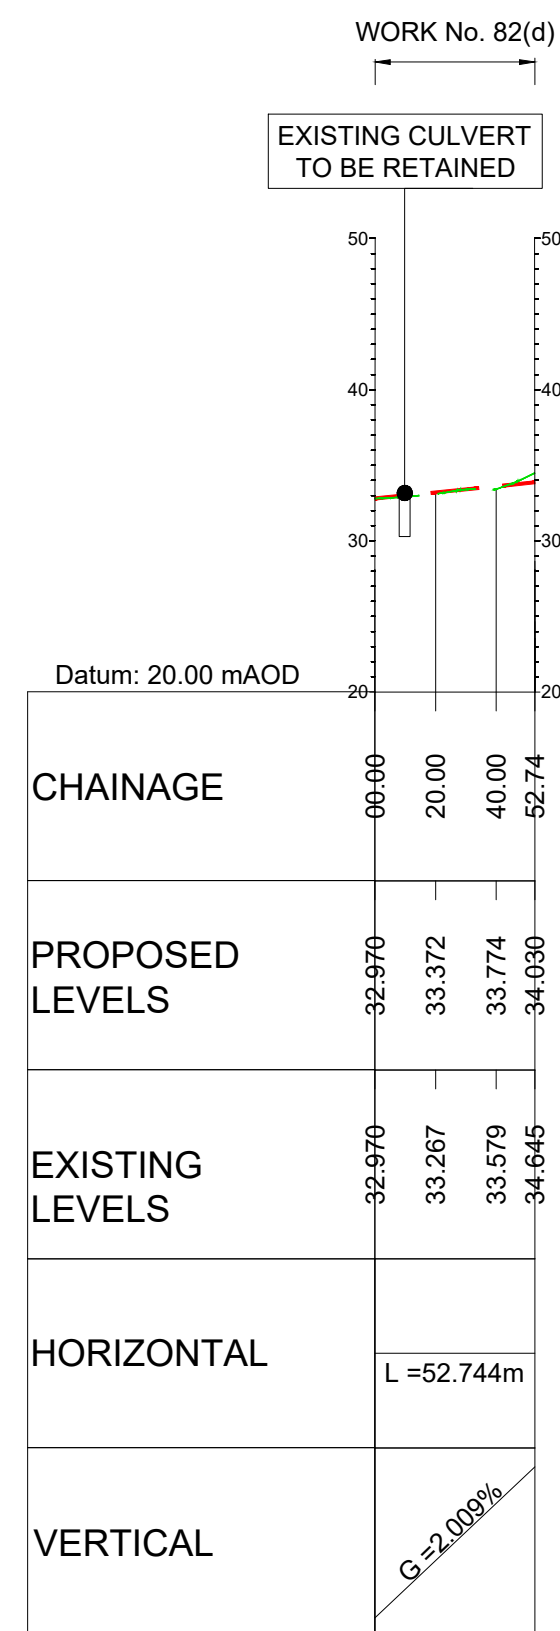 WORK No. 82(d)
EXISTING CULVERT
TO BE RETAINED
50 50
40 40
30 30
Datum: 20.00 mAOD
20 20
CHAINAGE 00.00 20.00 40.00 52.74
PROPOSED
LEVELS 32.970 33.372 33.774 34.030
EXISTING
LEVELS 32.970 33.267 33.579 34.645
HORIZONTAL
L =52.744m
VERTICAL
G =2.009%